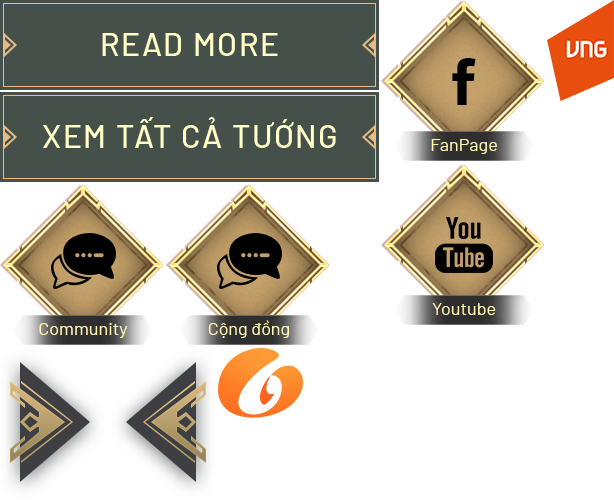 READ MORE
XEM TẤT CẢ TƯỚNG
f
FanPage
VNG
You
Tube
Youtube
Community
Cộng đồng